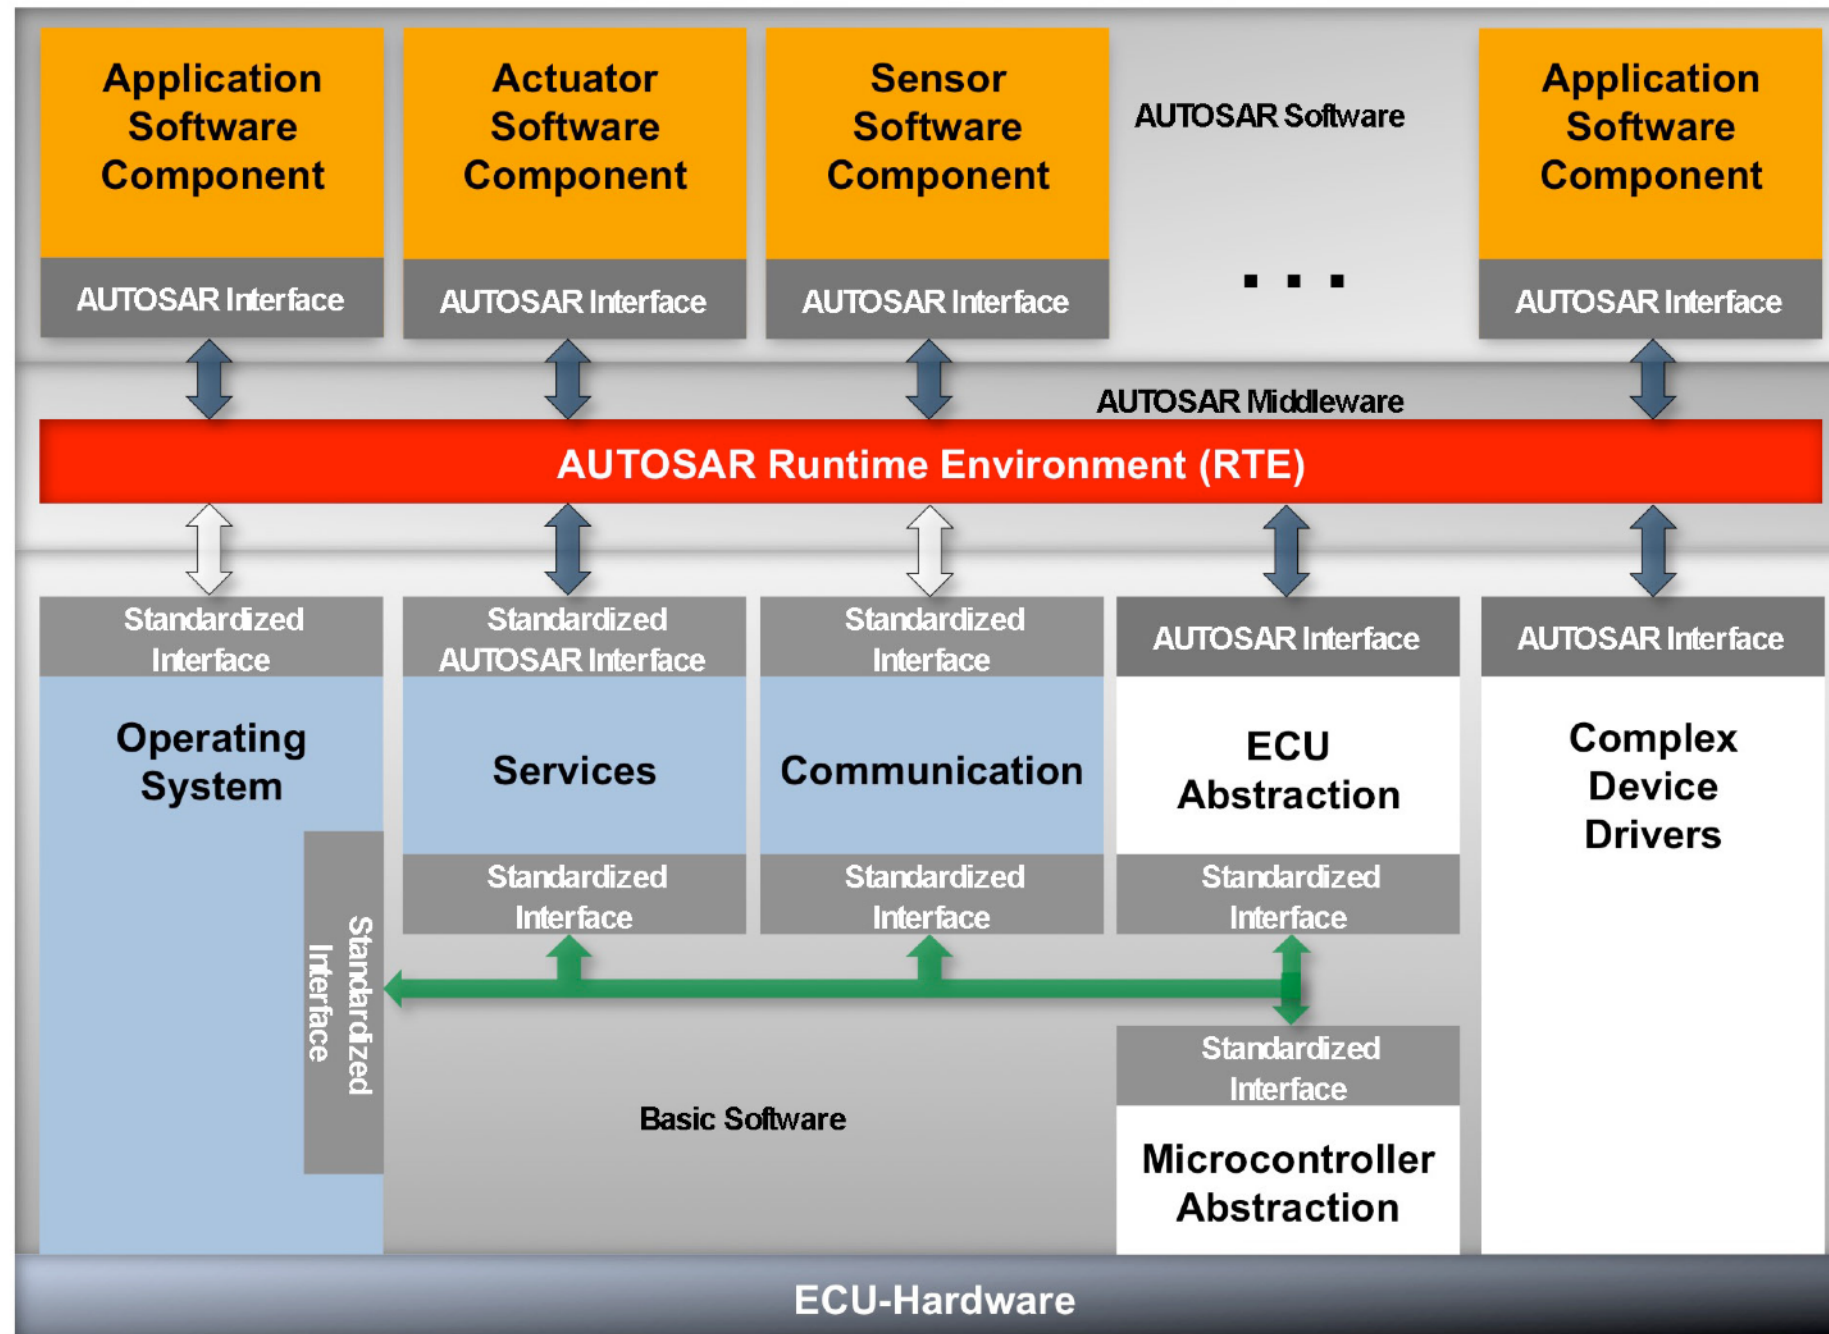 Application
Software
Component
AUTOSAR Interface
Actuator
Software
Component
AUTOSAR Interface
Sensor
Software
Component
AUTOSAR Interface
AUTOSAR Software
...
Application
Software
Component
AUTOSAR Interface
AUTOSAR Middleware
AUTOSAR Runtime Environment (RTE)
Standardized
Interface
Operating
System
Standardized
Interface
Standardized
AUTOSAR Interface
Services
Standardized
Interface
Standardized
Interface
Communication
Standardized
Interface
AUTOSAR Interface
ECU
Abstraction
Standardized
Interface
AUTOSAR Interface
Complex
Device
Drivers
Standardized
Interface
Microcontroller
Abstraction
Basic Software
ECU-Hardware